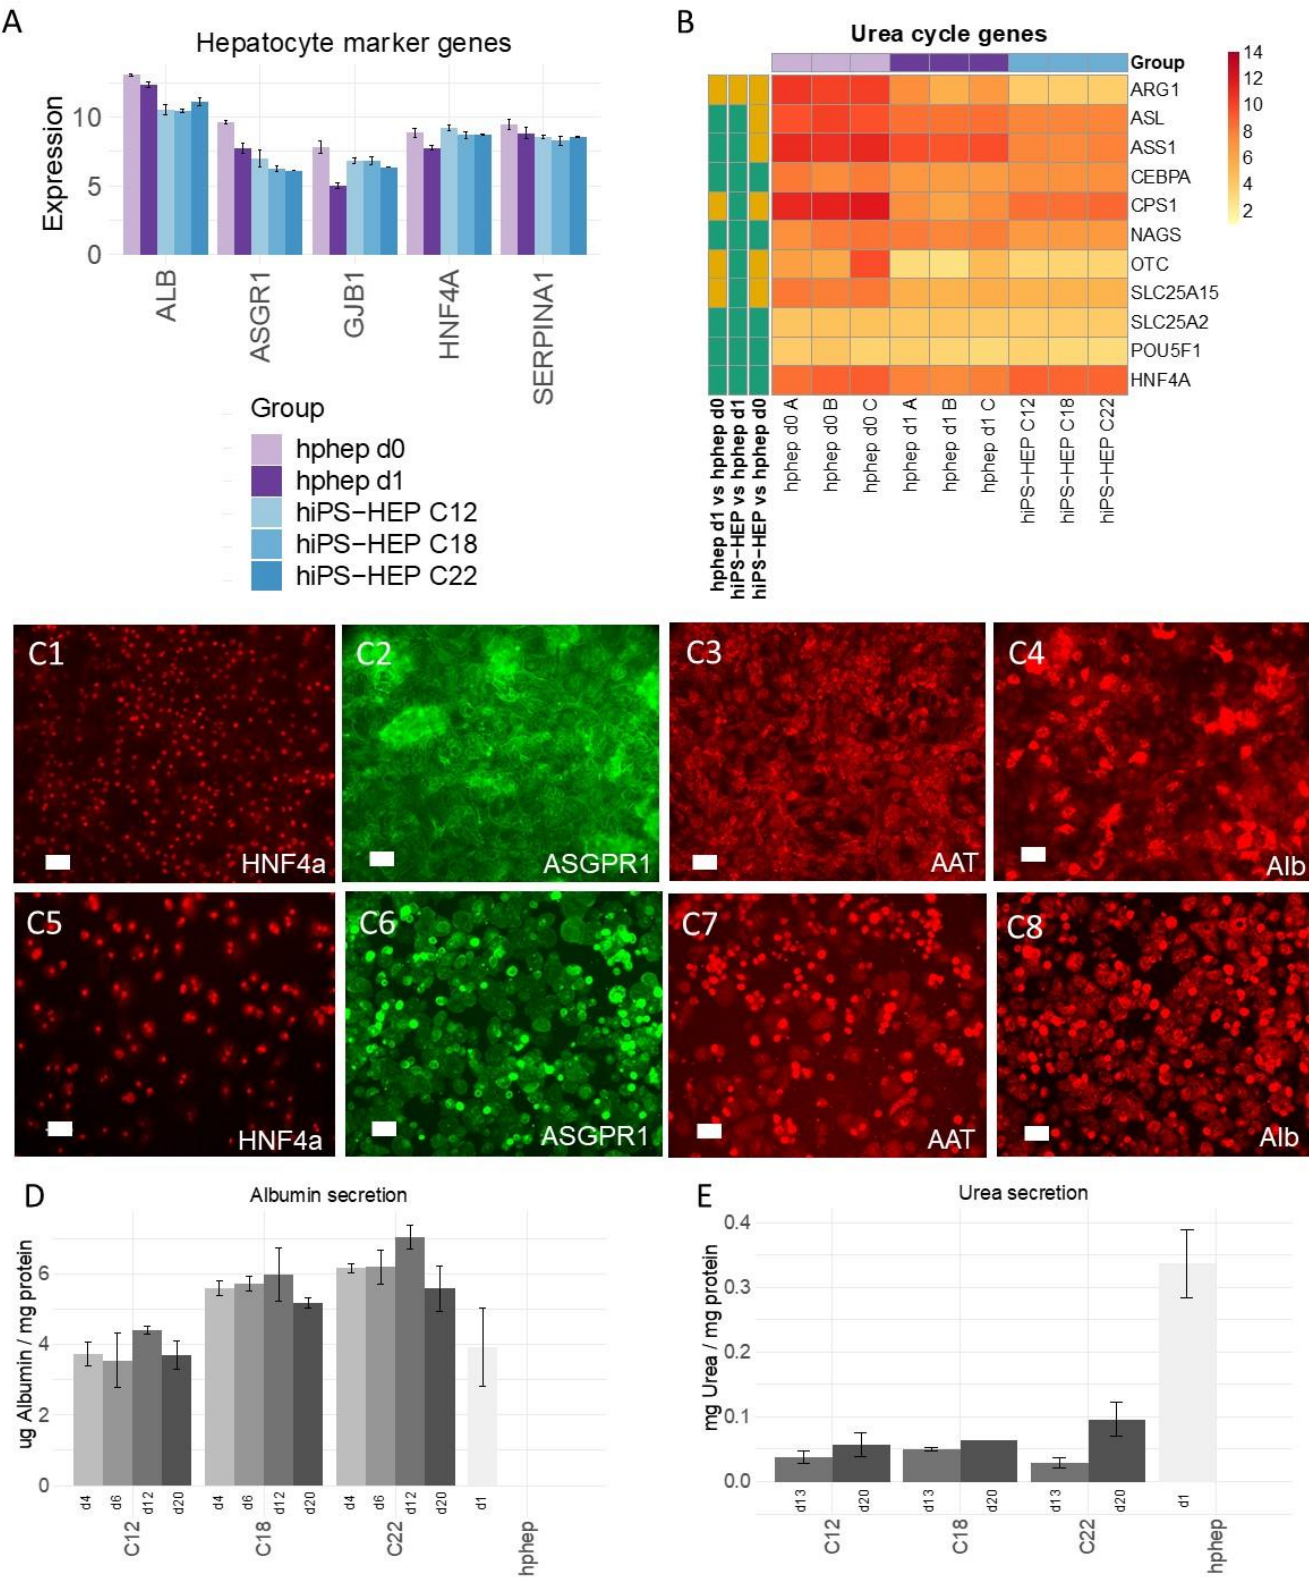 A
Hepatocyte marker genes
Expression
10
5
0
ALB
ASGR1
GJB1
HNF4A
SERPINA1
Group
hphep d0
hphep d1
hiPS−HEP C12
hiPS−HEP C18
hiPS−HEP C22
B
Urea cycle genes
Group
ARG1
ASL
ASS1
CEBPA
CPS1
NAGS
OTC
SLC25A15
SLC25A2
POU5F1
HNF4A
14
12
10
8
6
4
2
hphep d1 vs hphep d0
hiPS−HEP vs hphep d1
hiPS−HEP vs hphep d0
hphep d0 A
hphep d0 B
hphep d0 C
hphep d1 A
hphep d1 B
hphep d1 C
hiPS−HEP C12
hiPS−HEP C18
hiPS−HEP C22
C1
HNF4a
C2
ASGPR1
C3
AAT
C4
Alb
C5
HNF4a
C6
ASGPR1
C7
AAT
C8
Alb
D
Albumin secretion
ug Albumin / mg protein
6
4
2
0
d4 d6 d12 d20
d4 d6 d12 d20
d4 d6 d12 d20
d1
C12
C18
C22
hphep
E
Urea secretion
mg Urea / mg protein
0.4
0.3
0.2
0.1
0.0
d13 d20
d13 d20
d13 d20
d1
C12
C18
C22
hphep